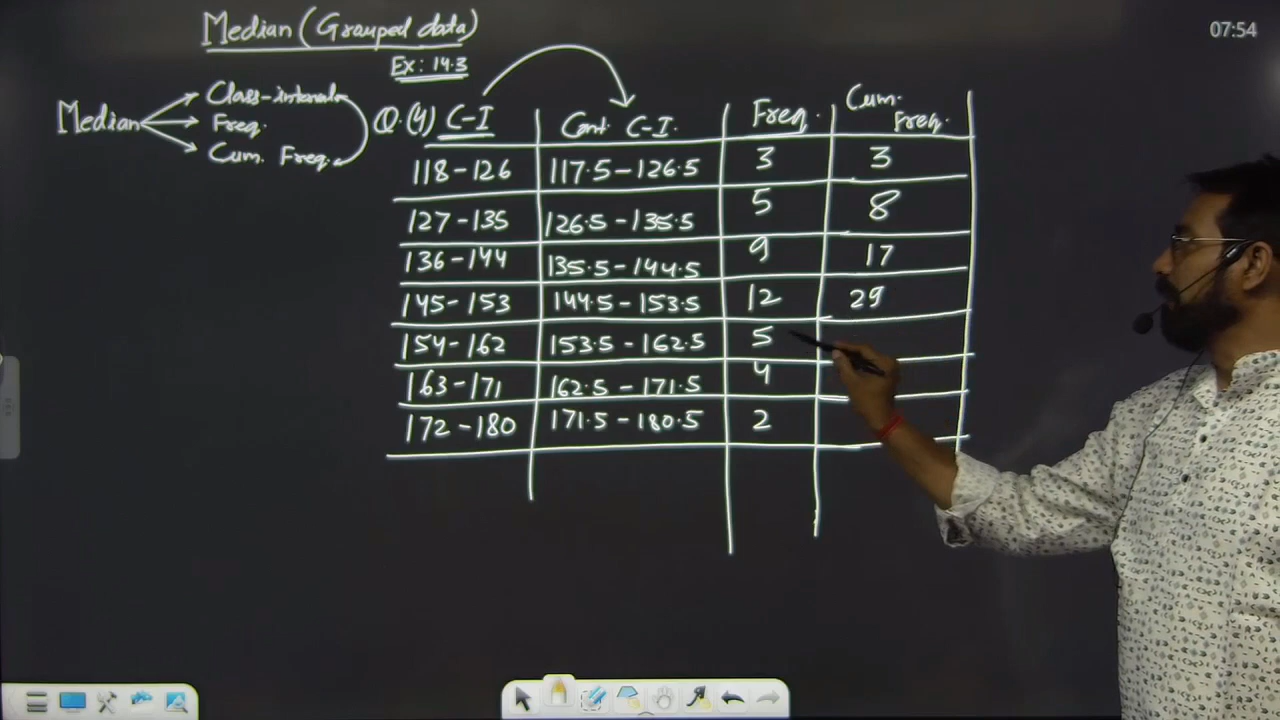 Median (Grouped data)
07:54
Ex: 14.3
Median
Class-interval
Freq.
Cum. Freq.
Q.(4) C-I
Cont. C-I.
Freq.
Cum. Freq.
118-126 117.5-126.5 3 3
127-135 126.5-135.5 5 8
136-144 135.5-144.5 9 17
145-153 144.5-153.5 12 29
154-162 153.5-162.5 5
163-171 162.5-171.5 4
172-180 171.5-180.5 2